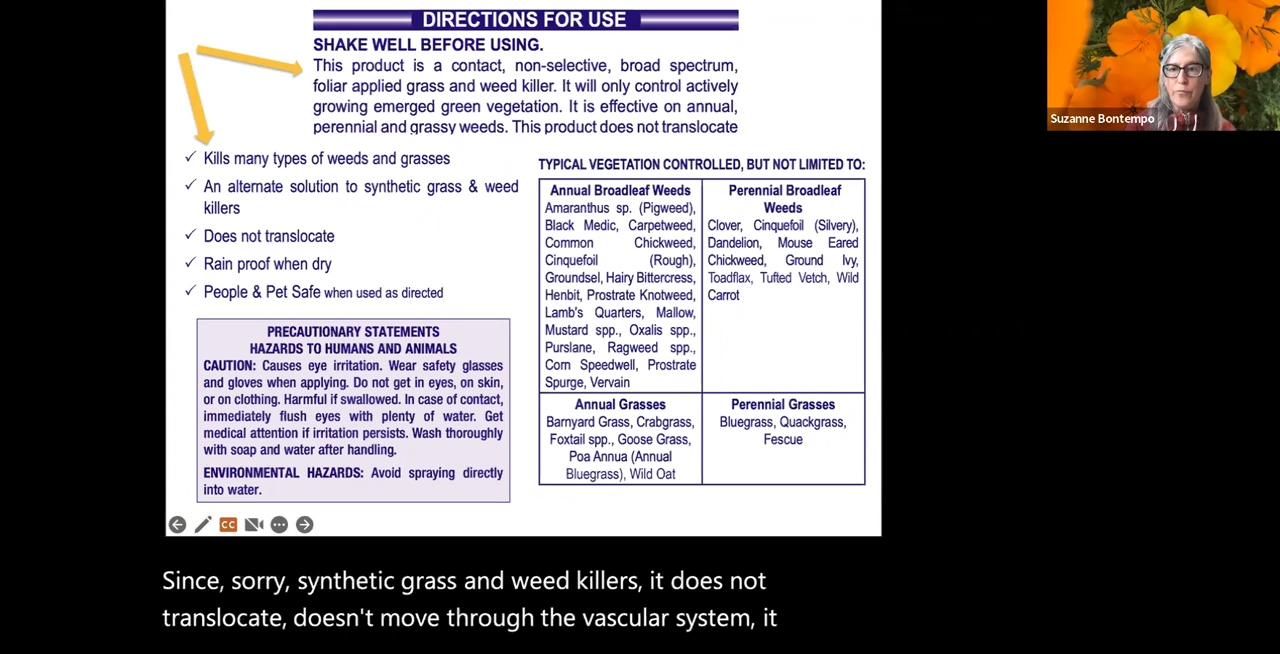 DIRECTIONS FOR USE
SHAKE WELL BEFORE USING.
This product is a contact, non-selective, broad spectrum,
foliar applied grass and weed killer. It will only control actively
growing emerged green vegetation. It is effective on annual,
perennial and grassy weeds. This product does not translocate
✓ Kills many types of weeds and grasses
✓ An alternate solution to synthetic grass & weed
killers
✓ Does not translocate
✓ Rain proof when dry
✓ People & Pet Safe when used as directed
PRECAUTIONARY STATEMENTS
HAZARDS TO HUMANS AND ANIMALS
CAUTION: Causes eye irritation. Wear safety glasses
and gloves when applying. Do not get in eyes, on skin,
or on clothing. Harmful if swallowed. In case of contact,
immediately flush eyes with plenty of water. Get
medical attention if irritation persists. Wash thoroughly
with soap and water after handling.
ENVIRONMENTAL HAZARDS: Avoid spraying directly
into water.
TYPICAL VEGETATION CONTROLLED, BUT NOT LIMITED TO:
Annual Broadleaf Weeds
Amaranthus sp. (Pigweed),
Black Medic, Carpetweed,
Common Chickweed,
Cinquefoil (Rough),
Groundsel, Hairy Bittercress,
Henbit, Prostrate Knotweed,
Lamb's Quarters, Mallow,
Mustard spp., Oxalis spp.,
Purslane, Ragweed spp.,
Corn Speedwell, Prostrate
Spurge, Vervain
Perennial Broadleaf
Weeds
Clover, Cinquefoil (Silvery),
Dandelion, Mouse Eared
Chickweed, Ground Ivy,
Toadflax, Tufted Vetch, Wild
Carrot
Annual Grasses
Barnyard Grass, Crabgrass,
Foxtail spp., Goose Grass,
Poa Annua (Annual
Bluegrass), Wild Oat
Perennial Grasses
Bluegrass, Quackgrass,
Fescue
CC
Suzanne Bontempo
Since, sorry, synthetic grass and weed killers, it does not
translocate, doesn't move through the vascular system, it